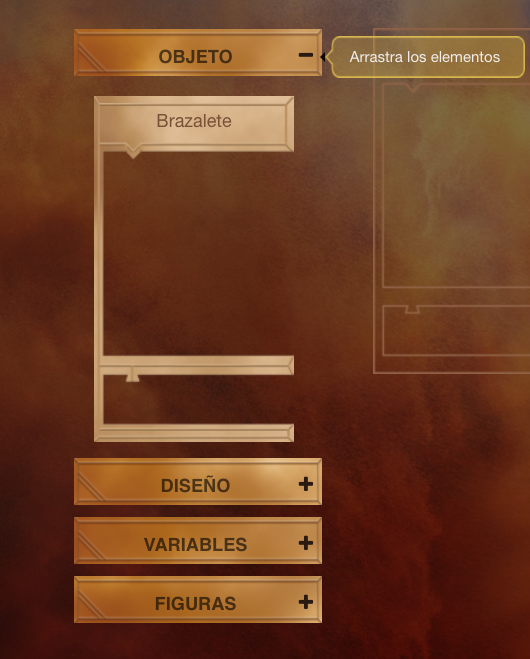 OBJETO
Arrastra los elementos
Brazalete
DISEÑO
VARIABLES
FIGURAS